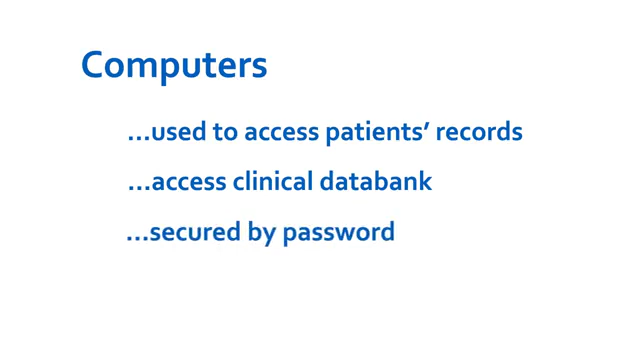 Computers
...used to access patients’ records
...access clinical databank
...secured by password